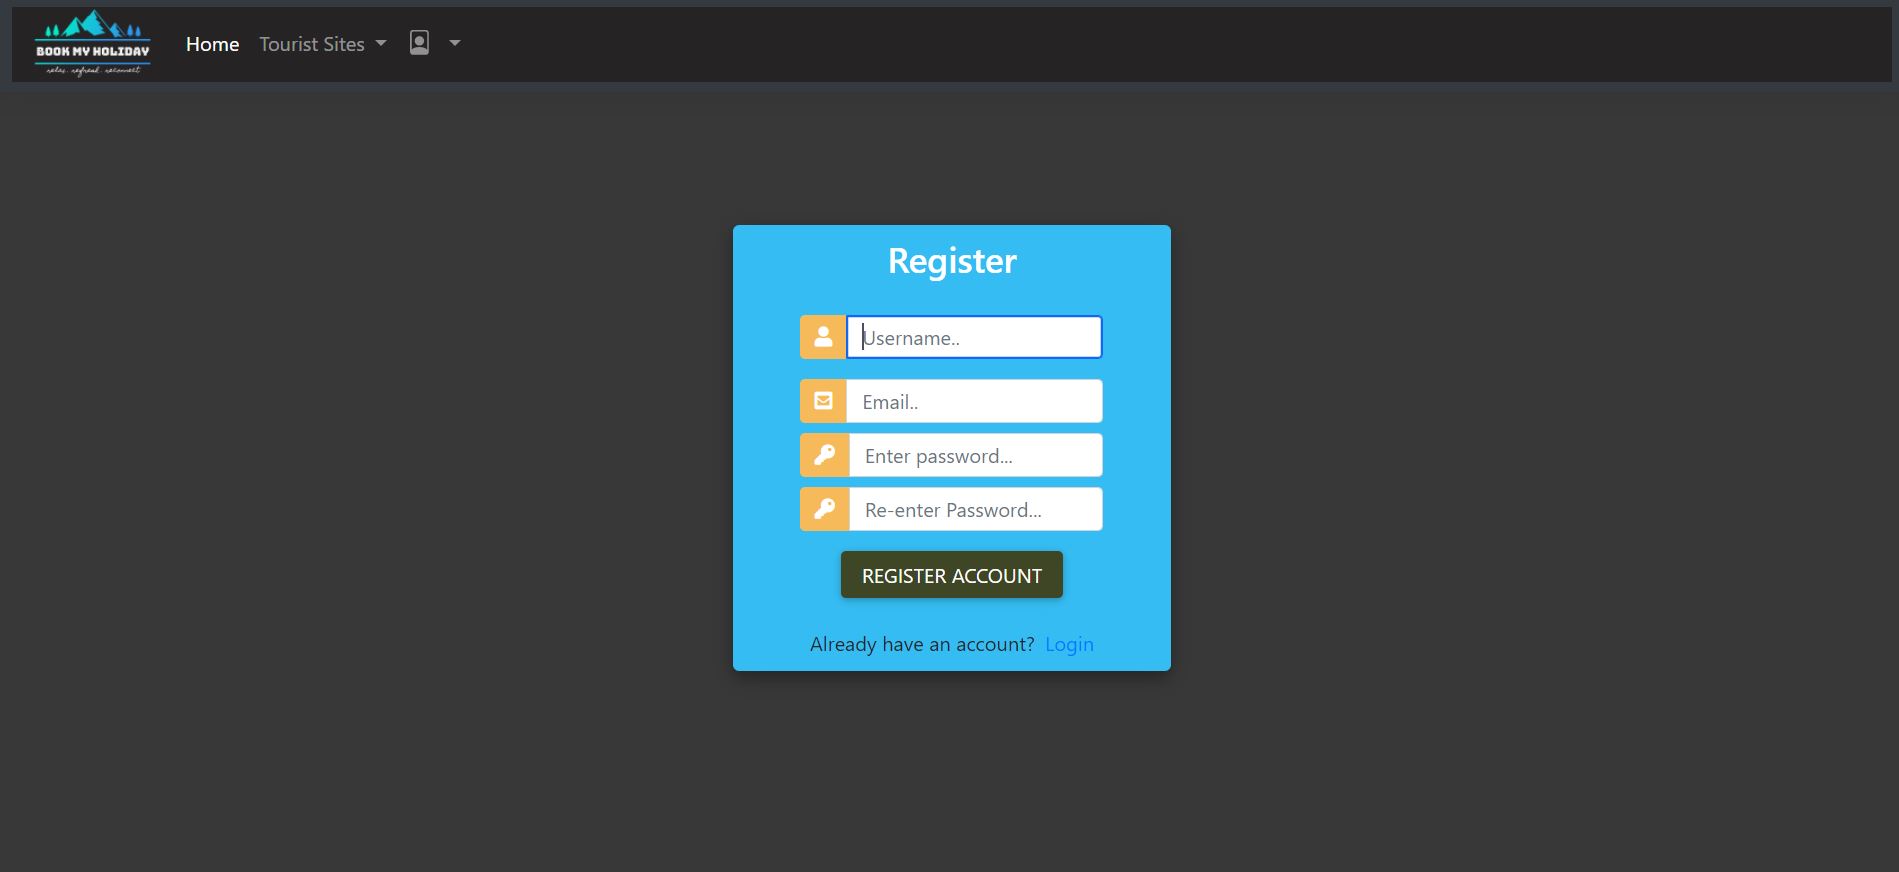 BOOK MY HOLIDAY
relax. refresh. reconnect
Home Tourist Sites
Register
Username..
Email..
Enter password...
Re-enter Password...
REGISTER ACCOUNT
Already have an account? Login